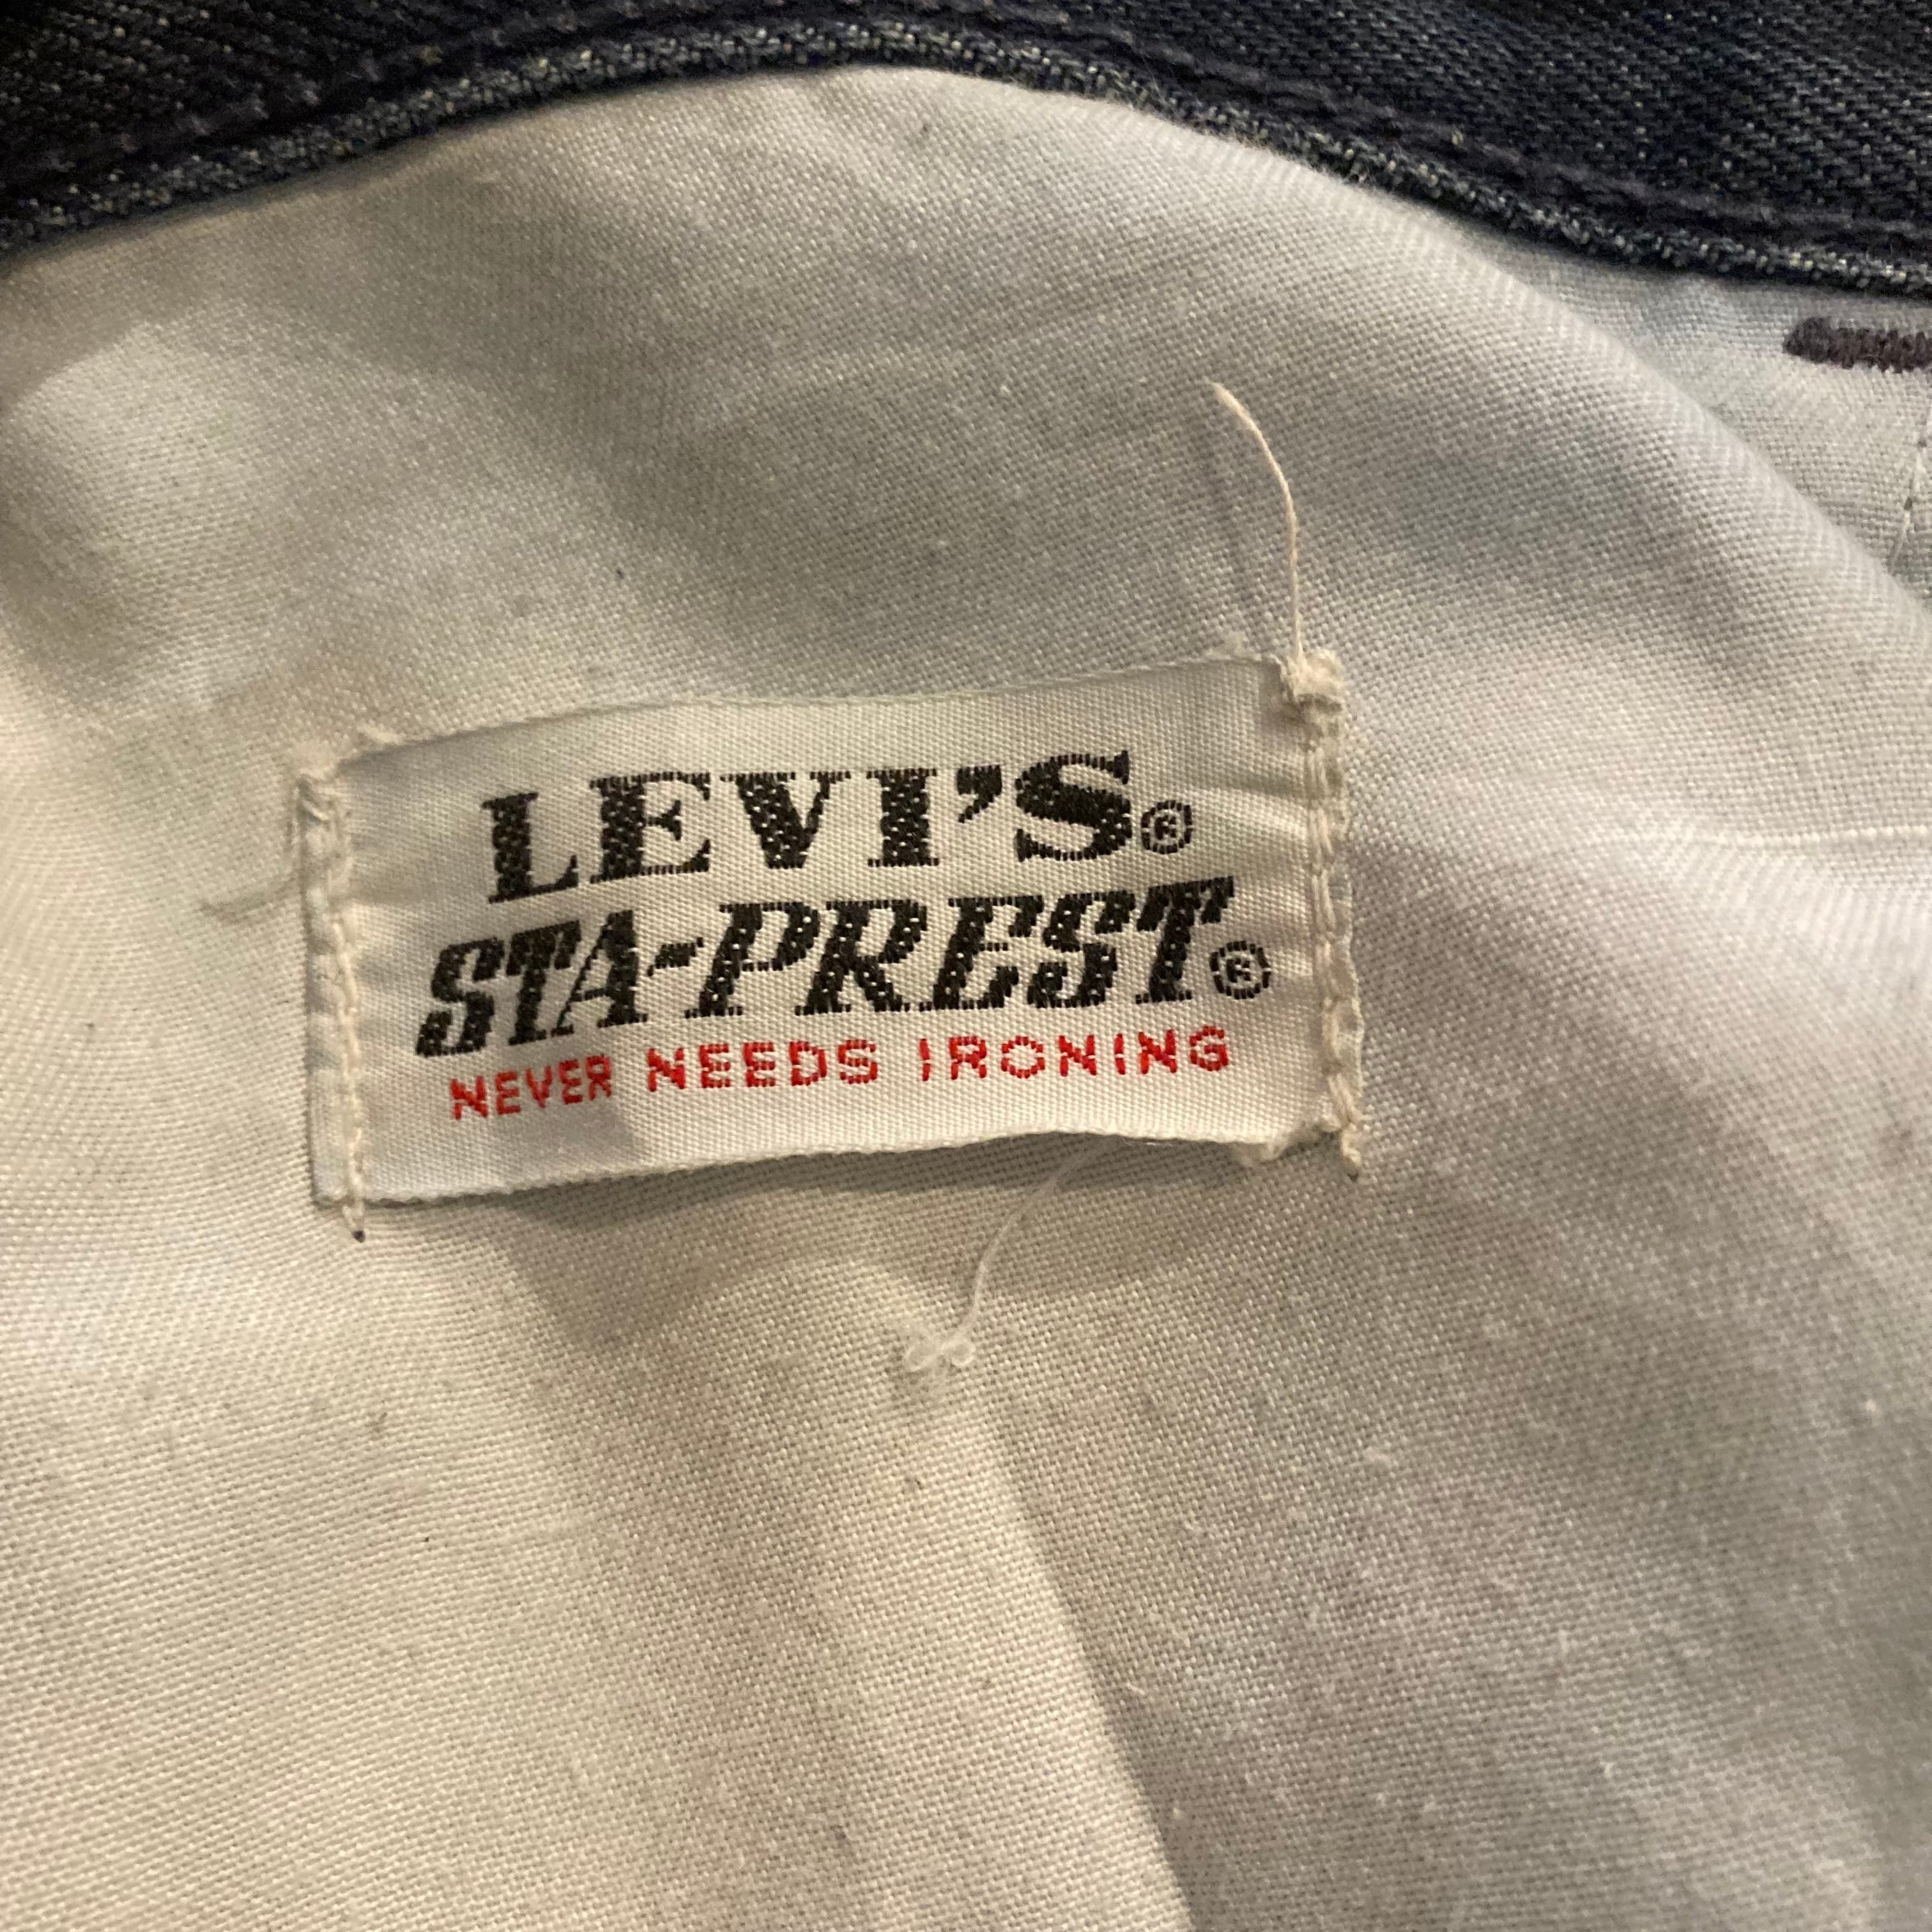 LEVI'S®
STA-PREST®
NEVER NEEDS IRONING